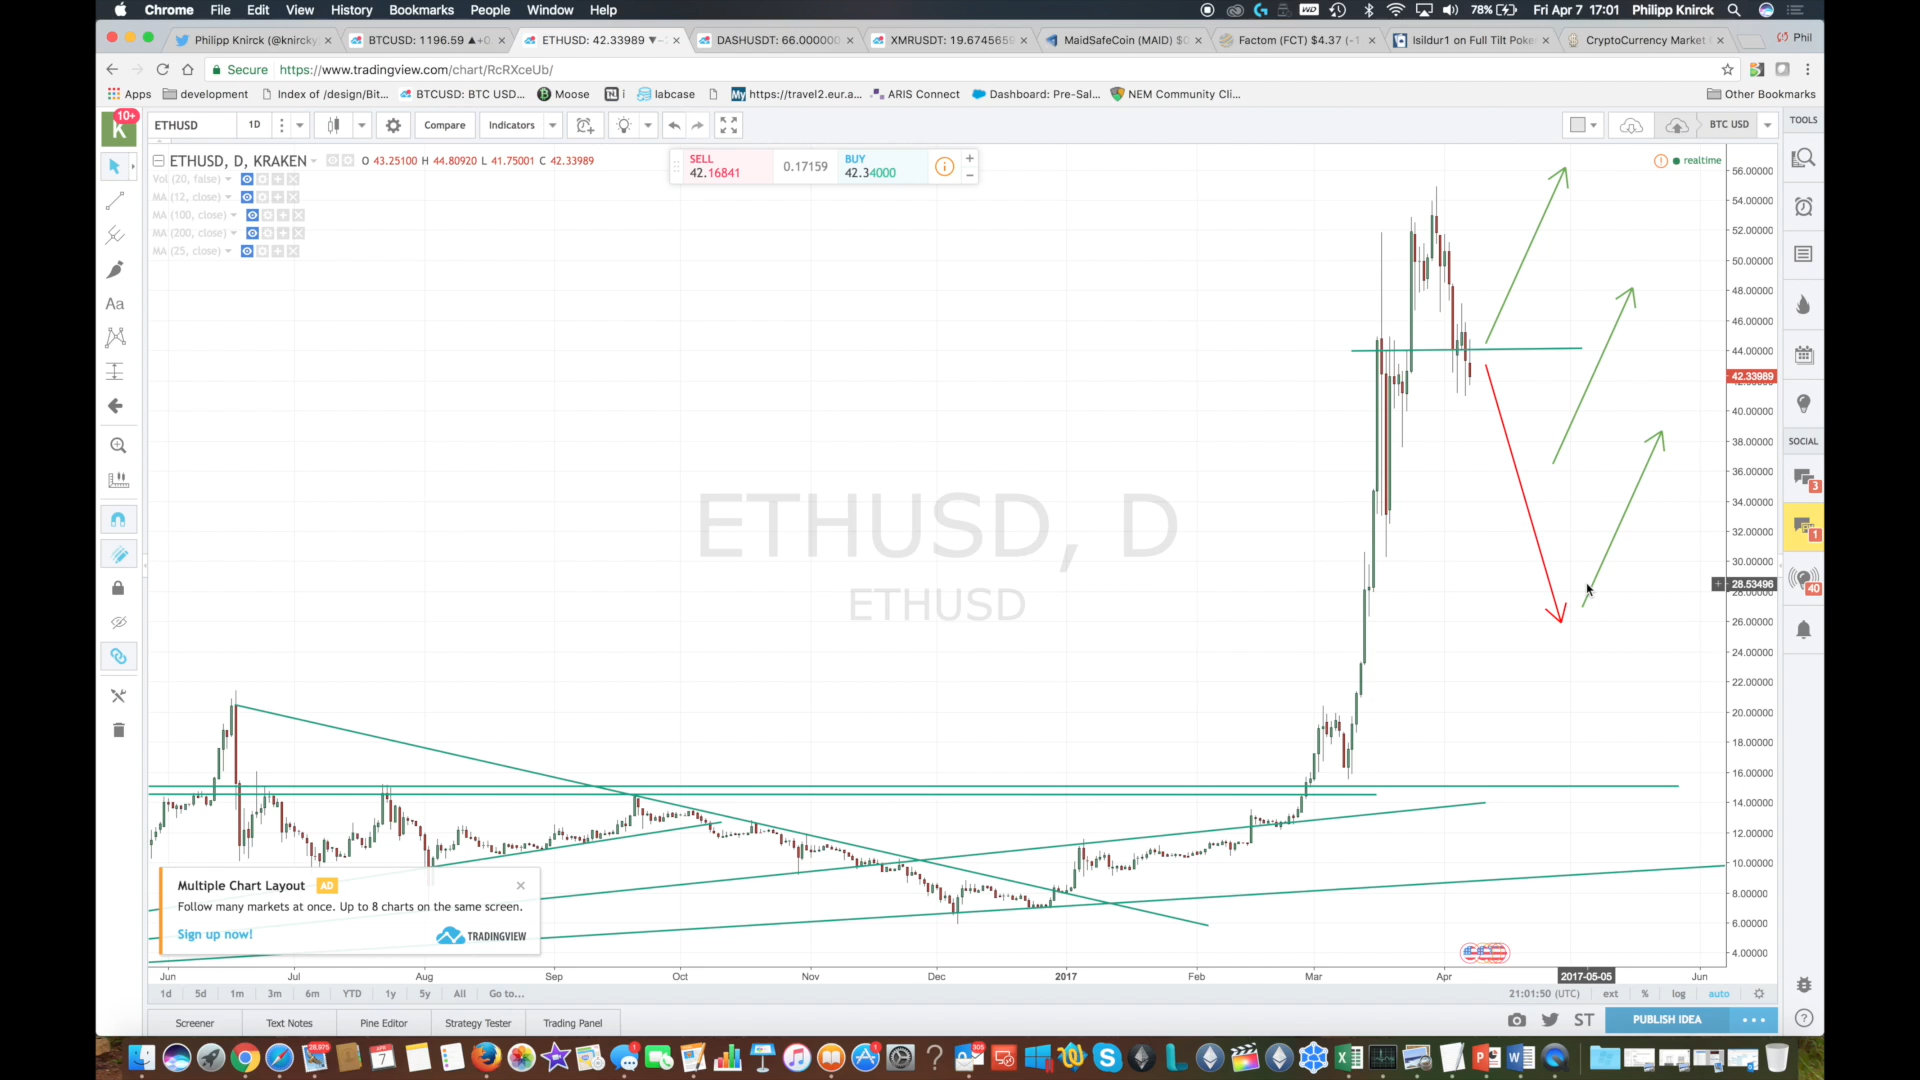 Chrome File Edit View History Bookmarks People Window Help
78% Fri Apr 7 17:01 Philipp Knirck
Philipp Knirck (@knircky
BTCUSD: 1196.59 ▲+0.
ETHUSD: 42.33989 ▼
DASHUSDT: 66.000000
XMRUSDT: 19.6745659
MaidSafeCoin (MAID) $0
Factom (FCT) $4.37 (-1
Isildur1 on Full Tilt Poke
CryptoCurrency Market
Phil
Secure https://www.tradingview.com/chart/RcRXceUb/
Apps development Index of /design/Bit... BTCUSD: BTC USD... Moose i labcase https://travel2.eur.a... ARIS Connect Dashboard: Pre-Sal... NEM Community Cli... Other Bookmarks
10+
K
ETHUSD 1D Compare Indicators BTC USD TOOLS
ETHUSD, D, KRAKEN O 43.25100 H 44.80920 L 41.75001 C 42.33989
SELL
42.16841
0.17159
BUY
42.34000
realtime
Vol (20, false)
MA (12, close)
MA (100, close)
MA (200, close)
MA (25, close)
Aa
56.00000
54.00000
52.00000
50.00000
48.00000
46.00000
44.00000
42.33989
40.00000
38.00000
36.00000
34.00000
32.00000
30.00000
28.53496
28.00000
26.00000
24.00000
22.00000
20.00000
18.00000
16.00000
14.00000
12.00000
10.00000
8.00000
6.00000
4.00000
SOCIAL
3
1
40
ETHUSD, D
ETHUSD
Multiple Chart Layout AD
Follow many markets at once. Up to 8 charts on the same screen.
Sign up now! TRADINGVIEW
Jun Jul Aug Sep Oct Nov Dec 2017 Feb Mar Apr 2017-05-05 Jun
1d 5d 1m 3m 6m YTD 1y 5y All Go to... 21:01:50 (UTC) ext % log auto
Screener Text Notes Pine Editor Strategy Tester Trading Panel ST PUBLISH IDEA